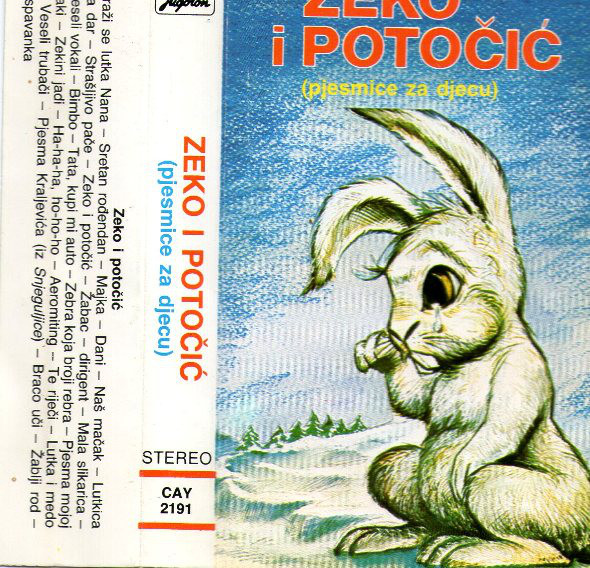 Jugoton
ZEKO
i POTOČIĆ
(pjesmice za djecu)
ZEKO I POTOČIĆ
(pjesmice za djecu)
STEREO
CAY
2191
Zeko i potočić
raži se lutka Nana – Sretan rođendan – Majka – Dani – Naš mačak – Lutkica
a dar – Strašljivo pače – Zeko i potočić – Žabac – dirigent – Mala slikarica –
eseli vokali – Bimbo – Tata, kupi mi auto – Zebra koja broji rebra – Pjesma mojoj
aki – Zekini jadi – Ha-ha-ha, ho-ho-ho – Aeromiting – Te riječi – Lutka i medo
Veseli trubači – Pjesma Kraljevića (iz Snjeguljice) – Braco uči – Žablji rod –
spavanka